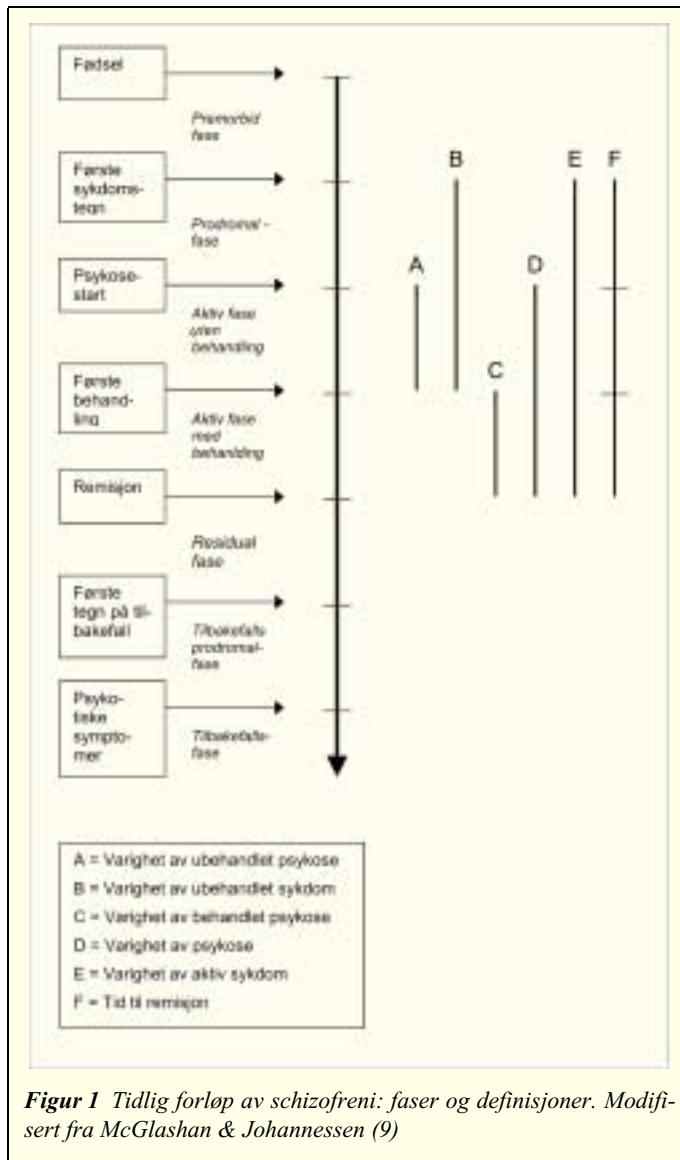 Fødsel
Premorbid
fase
Første
sykdoms-
tegn
Prodromal -
fase
Psykose-
start
Aktiv fase
uten
behandling
Første
behand-
ling
Aktiv fase
med
behanlding
Remisjon
Residual
fase
Første
tegn på til-
bakefall
Tilbakefalls
prodromal-
fase
Psyko-
tiske
sympto-
mer
Tilbakefalls-
fase
B E F
A D
C
A = Varighet av ubehandlet psykose
B = Varighet av ubehandlet sykdom
C = Varighet av behandlet psykose
D = Varighet av psykose
E = Varighet av aktiv sykdom
F = Tid til remisjon
Figur 1 Tidlig forløp av schizofreni: faser og definisjoner. Modifi-
sert fra McGlashan & Johannessen (9)